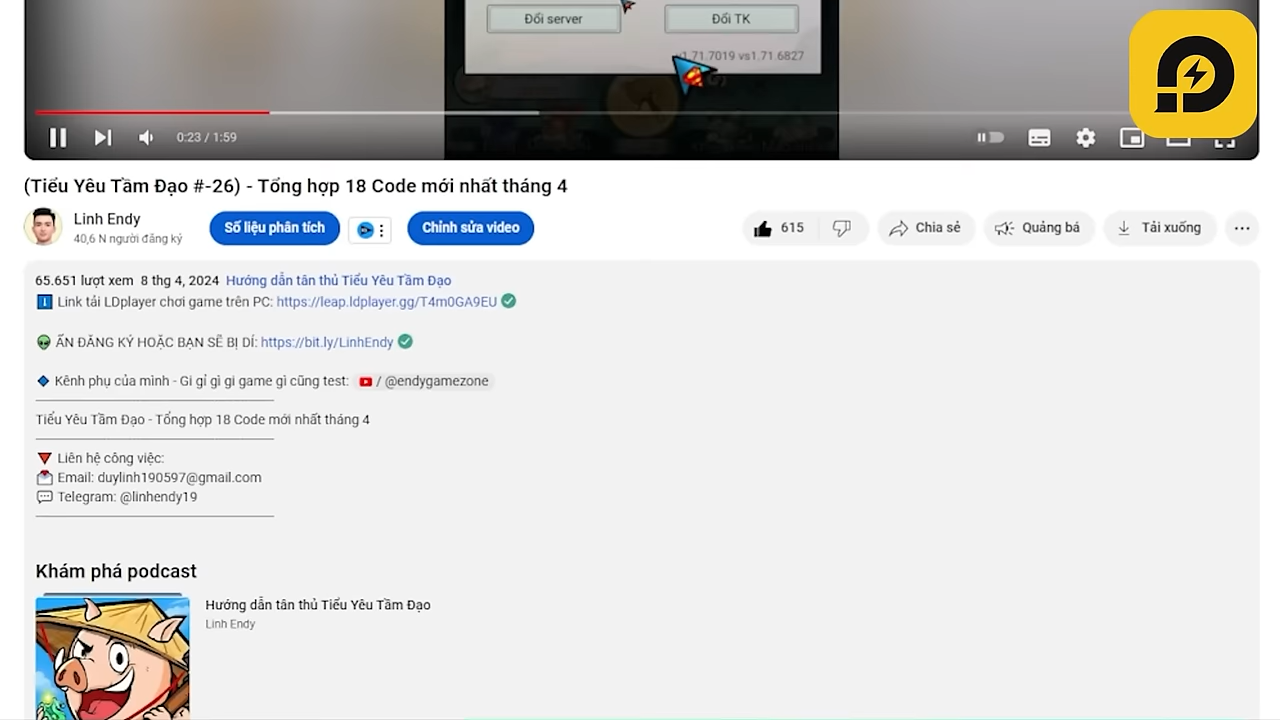 Đổi server
Đổi TK
v1.71.7019 vs1.71.6827
0:23 / 1:59
(Tiểu Yêu Tầm Đạo #-26) - Tổng hợp 18 Code mới nhất tháng 4
Linh Endy
40,6 N người đăng ký
Số liệu phân tích
Chỉnh sửa video
615
Chia sẻ
Quảng bá
Tải xuống
65.651 lượt xem 8 thg 4, 2024 Hướng dẫn tân thủ Tiểu Yêu Tầm Đạo
Link tải LDplayer chơi game trên PC: https://leap.ldplayer.gg/T4m0GA9EU
ẤN ĐĂNG KÝ HOẶC BẠN SẼ BỊ DÍ: https://bit.ly/LinhEndy
Kênh phụ của mình - Gi gỉ gì gi game gì cũng test: / @endygamezone
Tiểu Yêu Tầm Đạo - Tổng hợp 18 Code mới nhất tháng 4
Liên hệ công việc:
Email: duylinh190597@gmail.com
Telegram: @linhendy19
Khám phá podcast
Hướng dẫn tân thủ Tiểu Yêu Tầm Đạo
Linh Endy